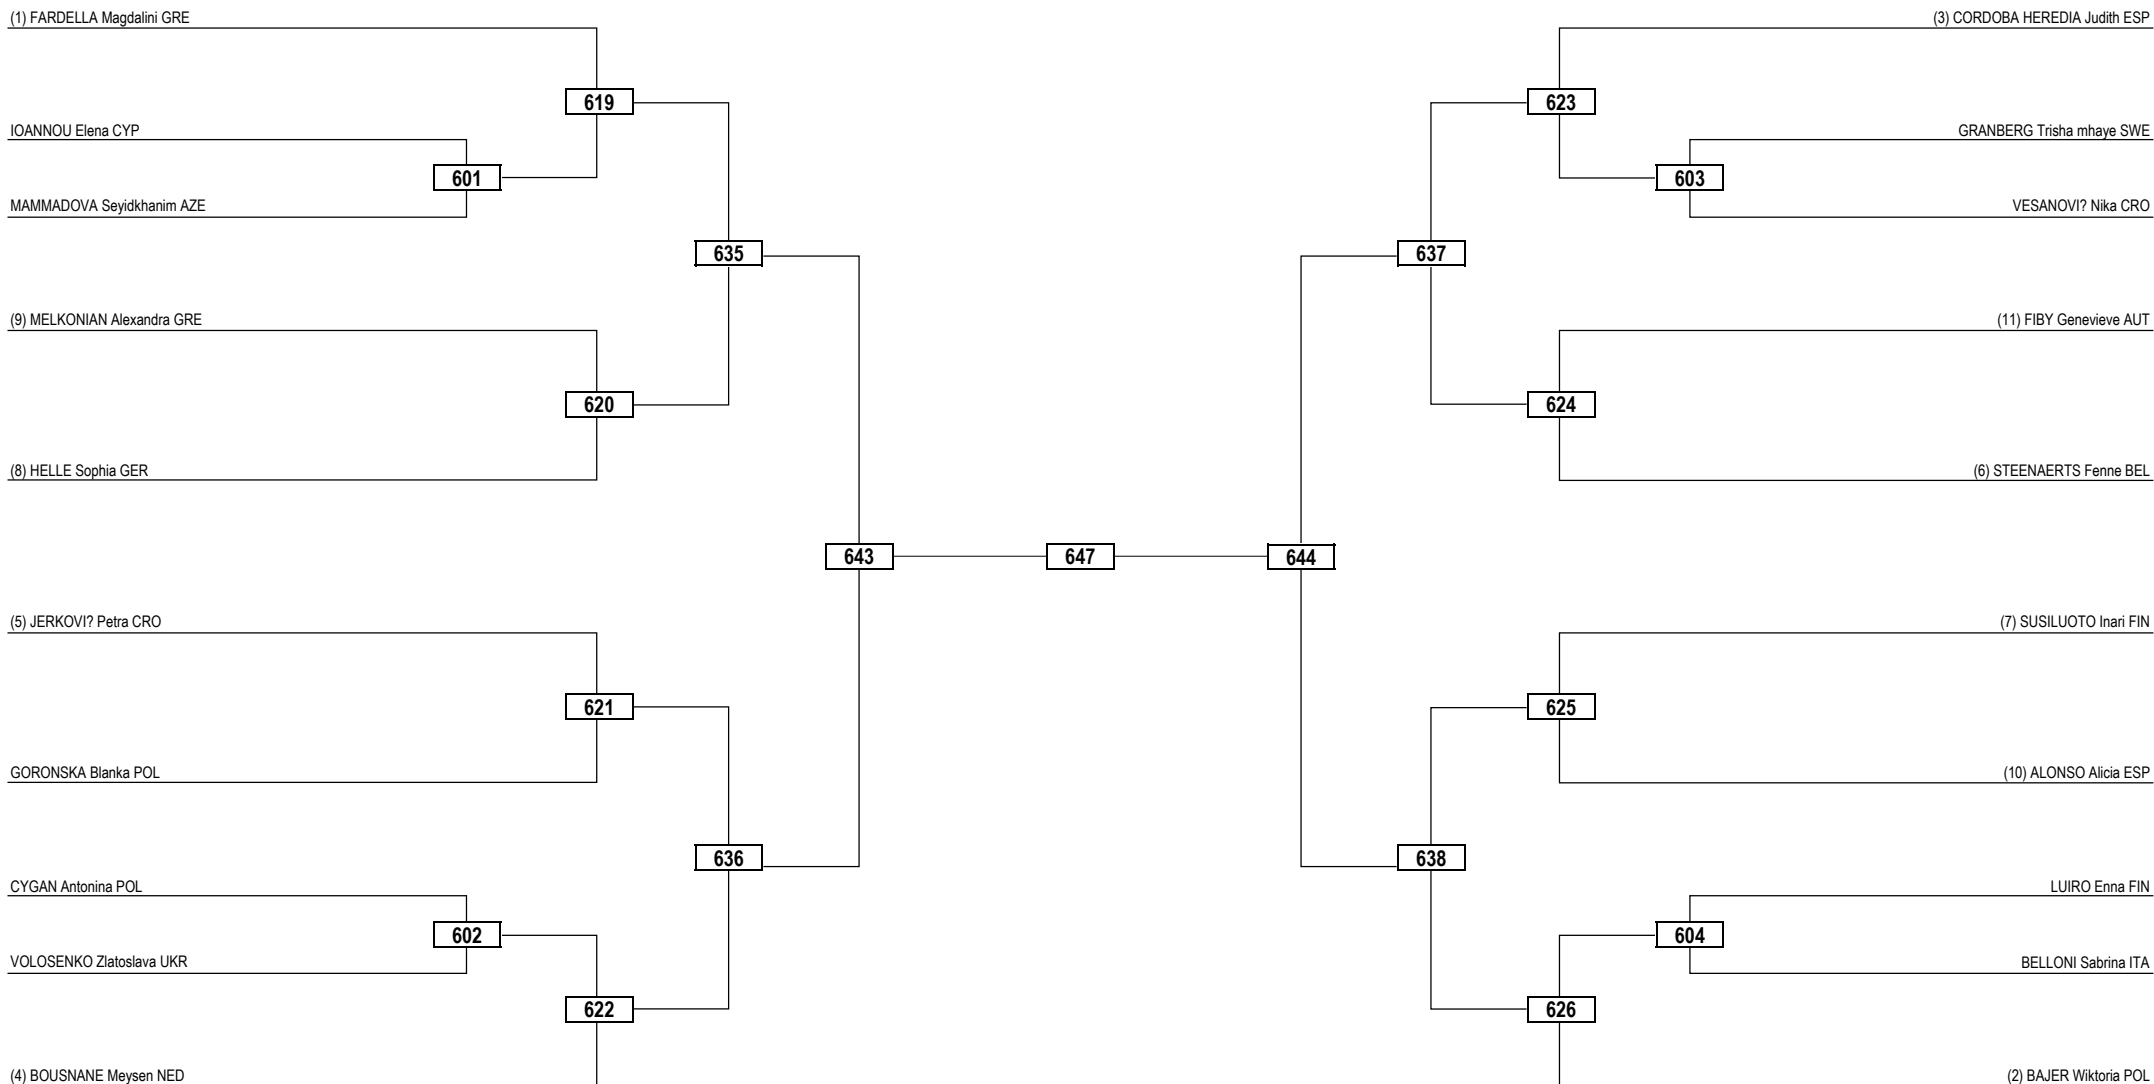 (1) FARDELLA Magdalini GRE
(3) CORDOBA HEREDIA Judith ESP
619
623
IOANNOU Elena CYP
GRANBERG Trisha mhaye SWE
601
603
MAMMADOVA Seyidkhanim AZE
VESANOVI? Nika CRO
635
637
(9) MELKONIAN Alexandra GRE
(11) FIBY Genevieve AUT
620
624
(8) HELLE Sophia GER
(6) STEENAERTS Fenne BEL
643
647
644
(5) JERKOVI? Petra CRO
(7) SUSILUOTO Inari FIN
621
625
GORONSKA Blanka POL
(10) ALONSO Alicia ESP
636
638
CYGAN Antonina POL
LUIRO Enna FIN
602
604
VOLOSENKO Zlatoslava UKR
BELLONI Sabrina ITA
622
626
(4) BOUSNANE Meysen NED
(2) BAJER Wiktoria POL